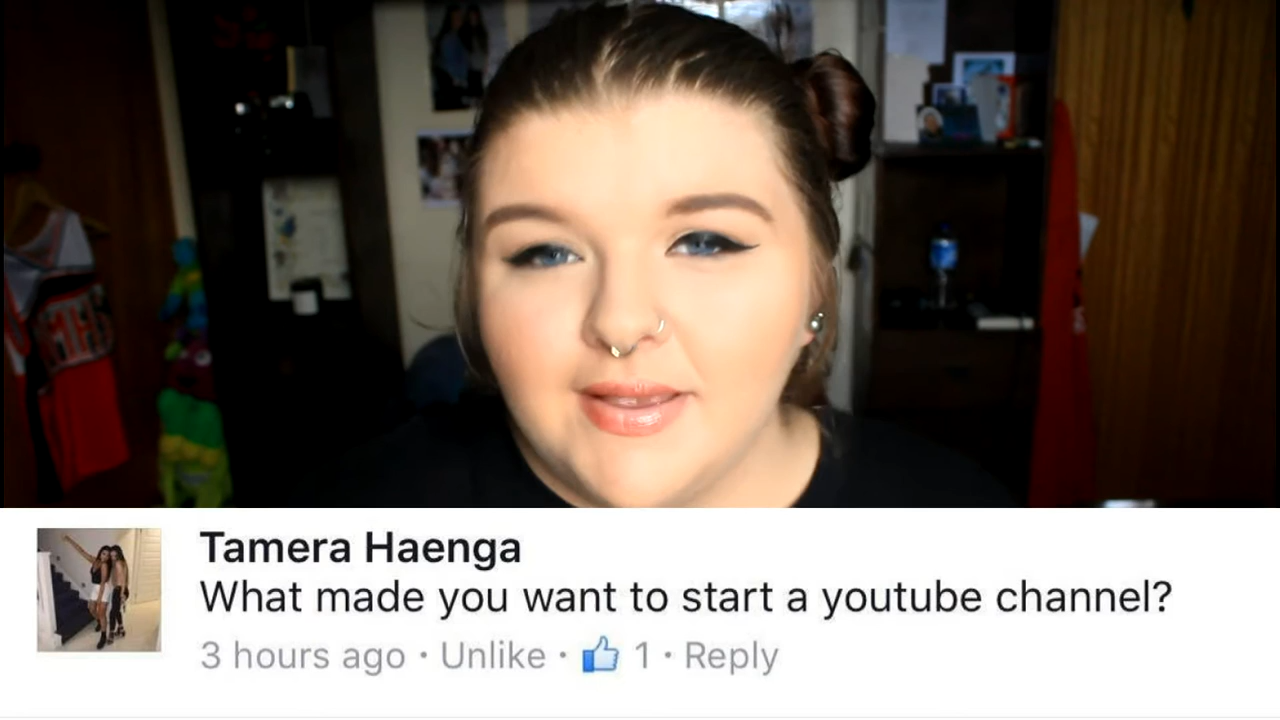 Tamera Haenga
What made you want to start a youtube channel?
3 hours ago · Unlike · 1 · Reply